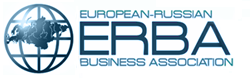 EUROPEAN-RUSSIAN
ERBA
BUSINESS ASSOCIATION